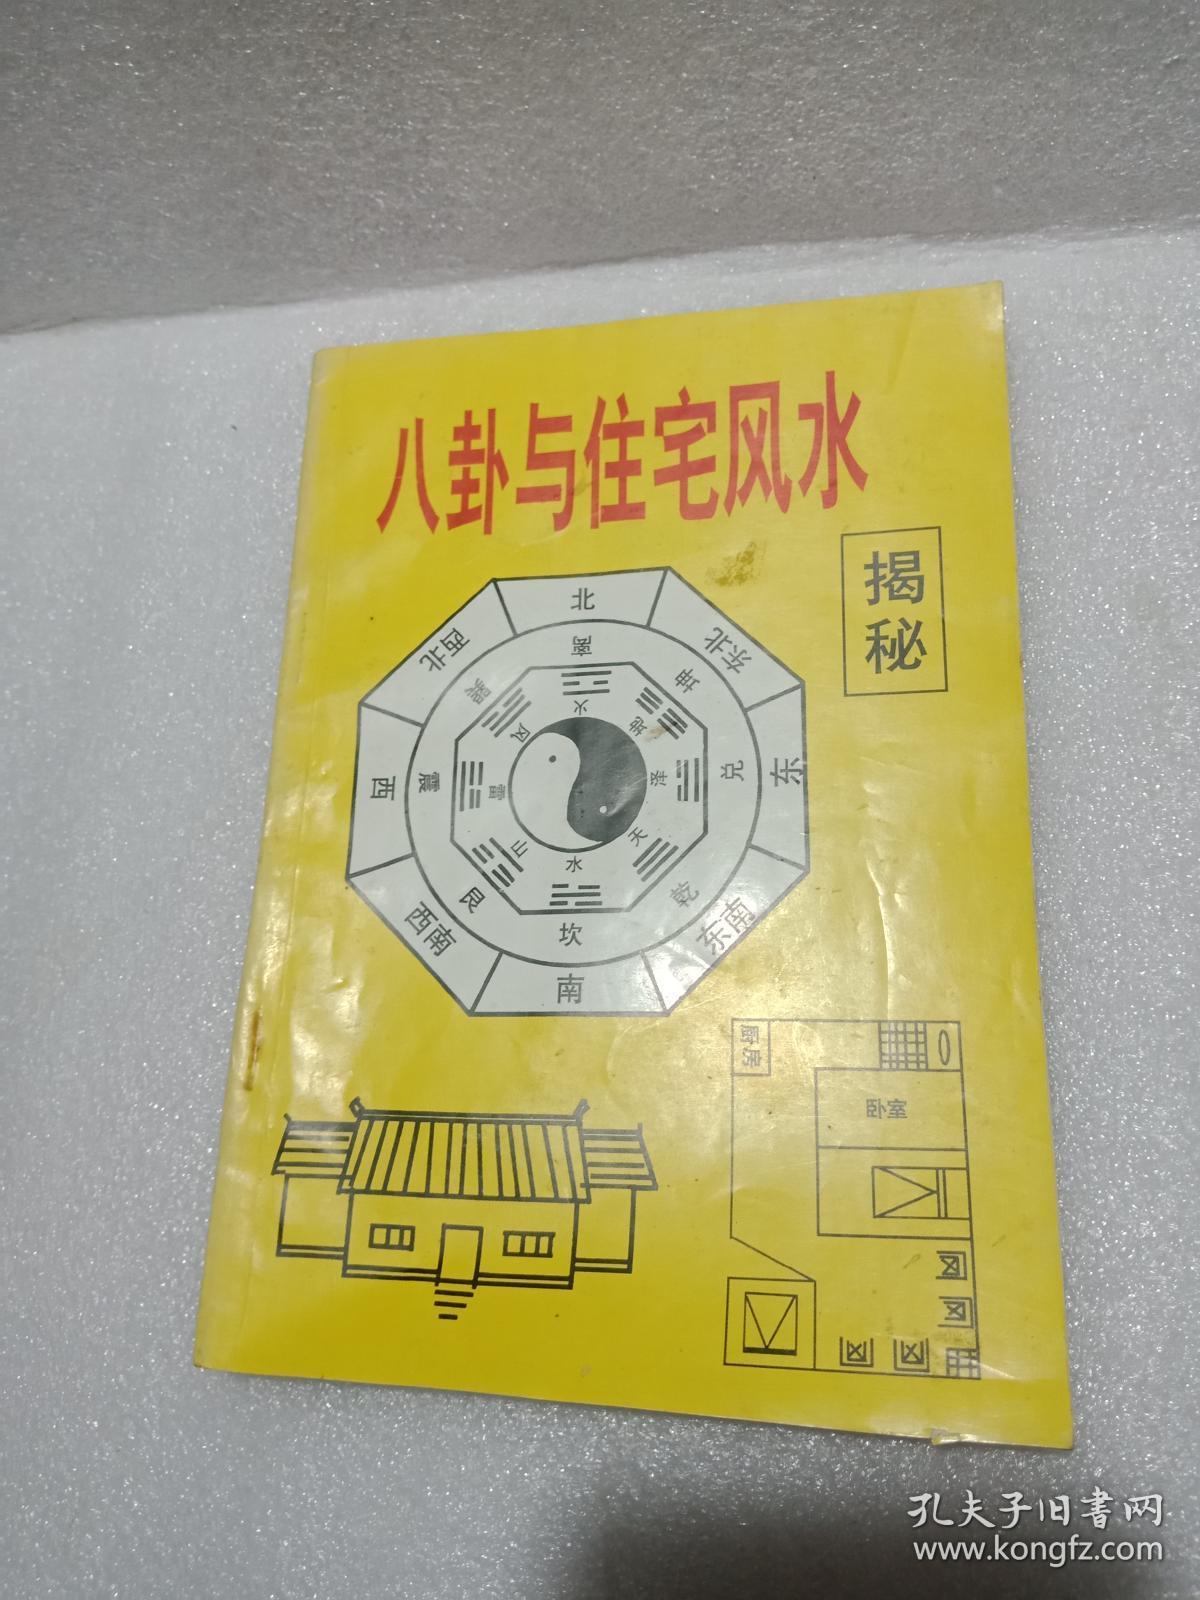 八卦与住宅风水
揭
秘
北
西北
东北
离
巽
坤
火
风
地
西
震
雷
泽
兑
东
山
天
水
艮
乾
坎
西南
东南
南
厨房
卧室
孔夫子旧書网
www.kongfz.com